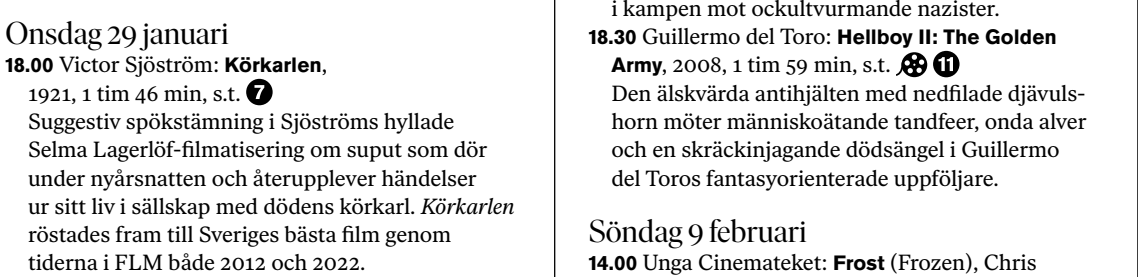 Onsdag 29 januari
18.00 Victor Sjöström: Körkarlen,
1921, 1 tim 46 min, s.t. 7
Suggestiv spökstämning i Sjöströms hyllade
Selma Lagerlöf-filmatisering om suput som dör
under nyårsnatten och återupplever händelser
ur sitt liv i sällskap med dödens körkarl. Körkarlen
röstades fram till Sveriges bästa film genom
tiderna i FLM både 2012 och 2022.
i kampen mot ockultvurmande nazister.
18.30 Guillermo del Toro: Hellboy II: The Golden
Army, 2008, 1 tim 59 min, s.t. 11
Den älskvärda antihjälten med nedfilade djävuls-
horn möter människoätande tandfeer, onda alver
och en skräckinjagande dödsängel i Guillermo
del Toros fantasyorienterade uppföljare.
Söndag 9 februari
14.00 Unga Cinemateket: Frost (Frozen), Chris